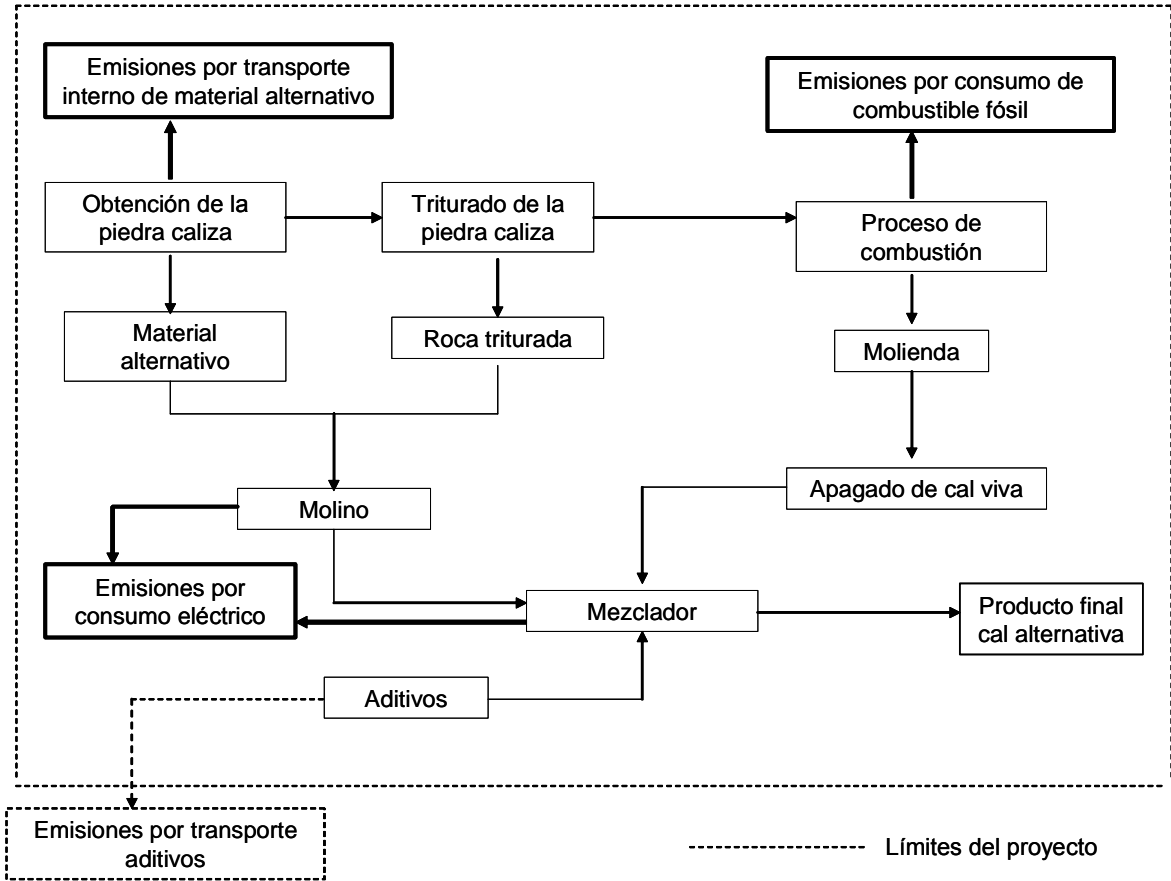 Emisiones por transporte
interno de material alternativo
Emisiones por consumo de
combustible fósil
Obtención de la
piedra caliza
Triturado de la
piedra caliza
Proceso de
combustión
Material
alternativo
Roca triturada
Molienda
Molino
Apagado de cal viva
Emisiones por
consumo eléctrico
Mezclador
Producto final
cal alternativa
Aditivos
Emisiones por transporte
aditivos
Límites del proyecto